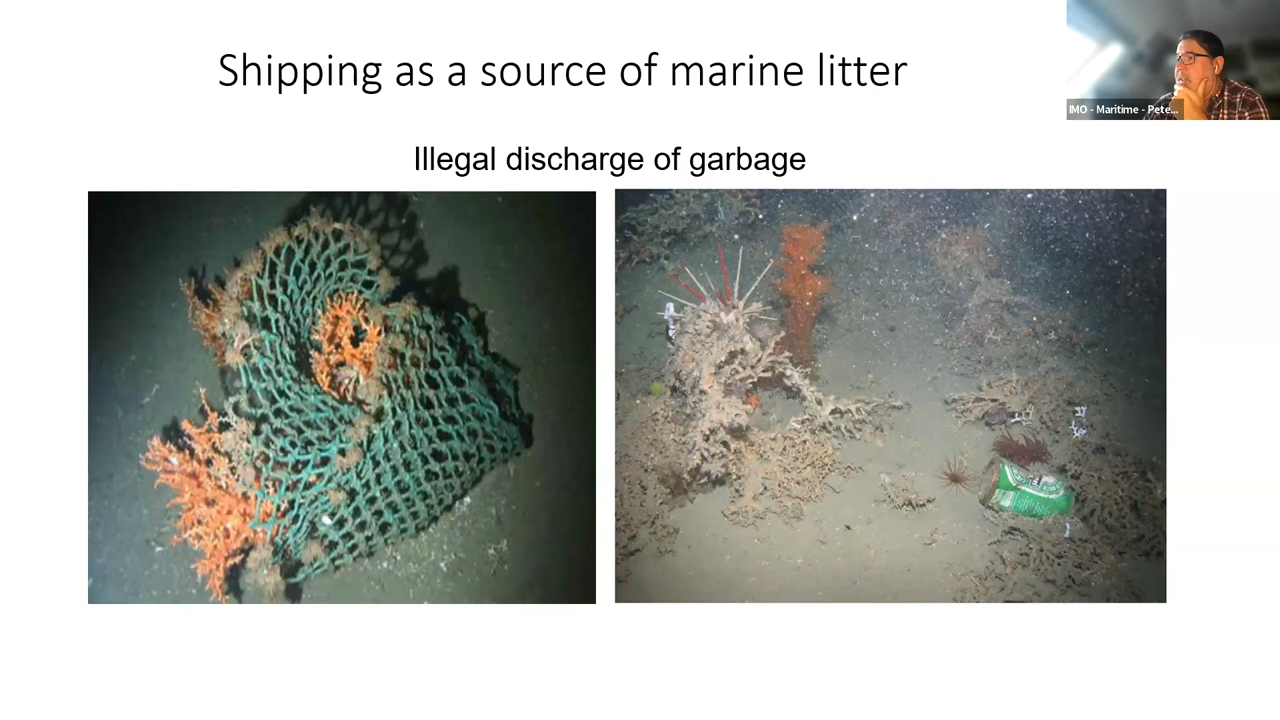 Shipping as a source of marine litter
IMO - Maritime - Pete...
Illegal discharge of garbage